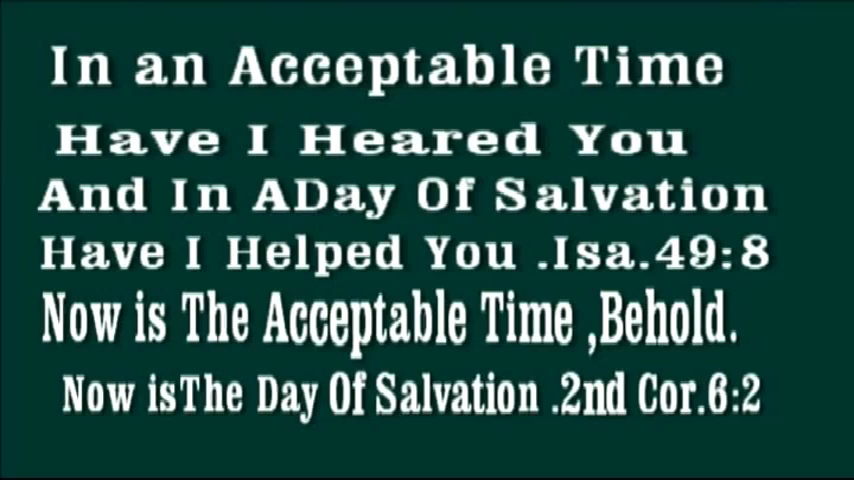 In an Acceptable Time
Have I Heared You
And In ADay Of Salvation
Have I Helped You .Isa.49:8
Now is The Acceptable Time ,Behold.
Now isThe Day Of Salvation .2nd Cor.6:2